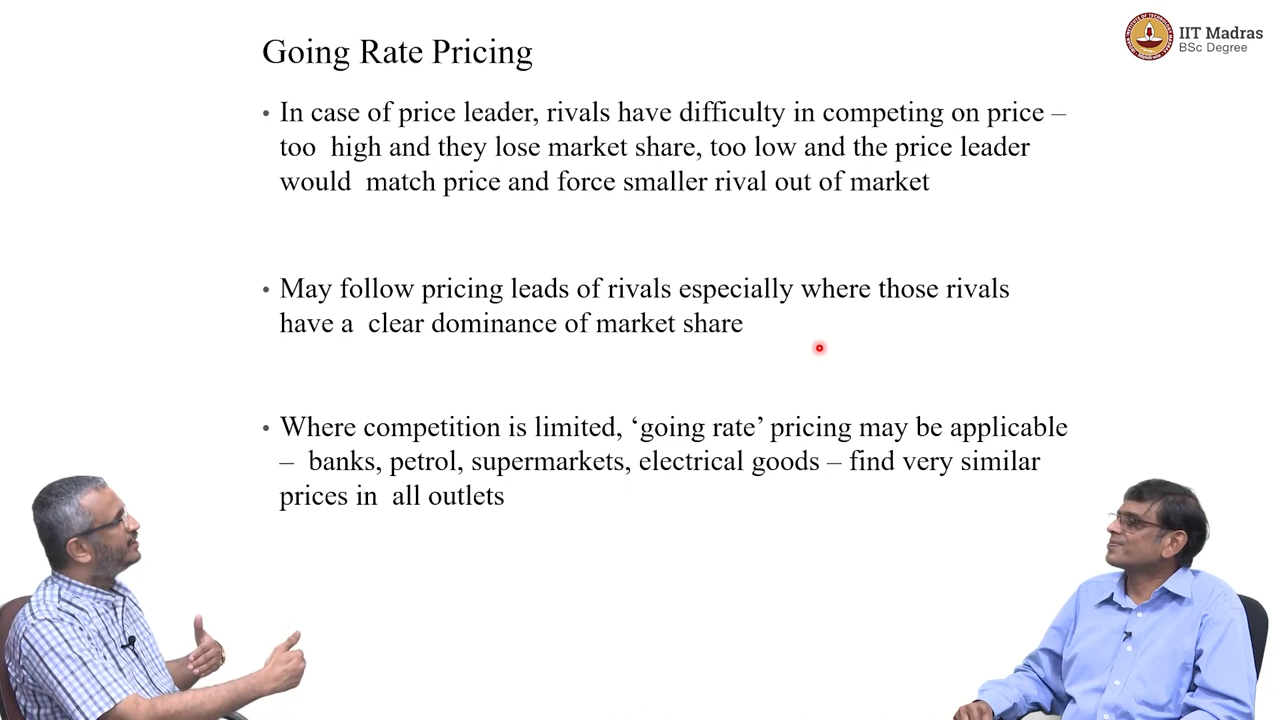 Going Rate Pricing
IIT Madras
BSc Degree
• In case of price leader, rivals have difficulty in competing on price –
too high and they lose market share, too low and the price leader
would match price and force smaller rival out of market
• May follow pricing leads of rivals especially where those rivals
have a clear dominance of market share
• Where competition is limited, ‘going rate’ pricing may be applicable
– banks, petrol, supermarkets, electrical goods – find very similar
prices in all outlets